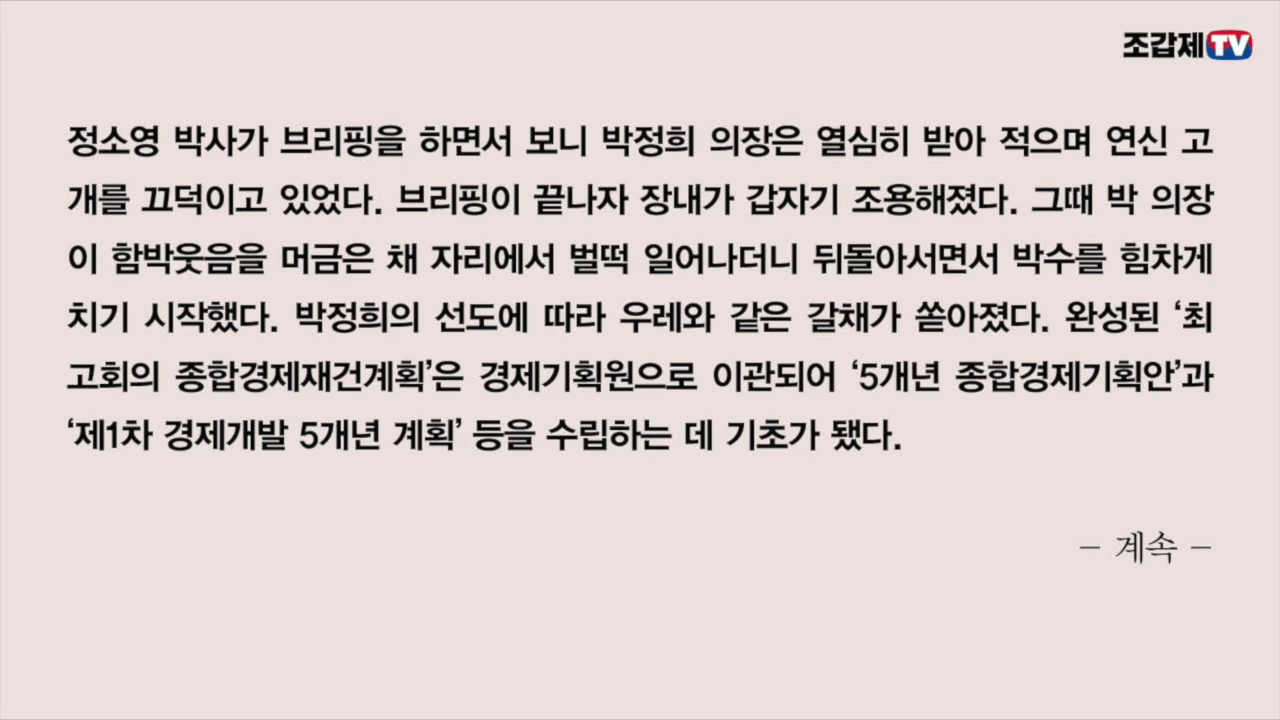 조갑제TV
정소영 박사가 브리핑을 하면서 보니 박정희 의장은 열심히 받아 적으며 연신 고
개를 끄덕이고 있었다. 브리핑이 끝나자 장내가 갑자기 조용해졌다. 그때 박 의장
이 함박웃음을 머금은 채 자리에서 벌떡 일어나더니 뒤돌아서면서 박수를 힘차게
치기 시작했다. 박정희의 선도에 따라 우레와 같은 갈채가 쏟아졌다. 완성된 ‘최
고회의 종합경제재건계획’은 경제기획원으로 이관되어 ‘5개년 종합경제기획안’과
‘제1차 경제개발 5개년 계획’ 등을 수립하는 데 기초가 됐다.
– 계속 –